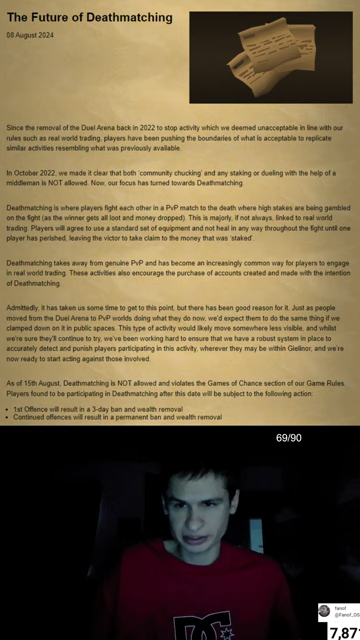 The Future of Deathmatching
08 August 2024
Since the removal of the Duel Arena back in 2022 to stop activity which we deemed unacceptable in line with our
rules such as real world trading, players have been pushing the boundaries of what is acceptable to replicate
similar activities resembling what was previously available.
In October 2022, we made it clear that both 'community chucking' and any staking or dueling with the help of a
middleman is NOT allowed. Now, our focus has turned towards Deathmatching.
Deathmatching is where players fight each other in a PvP match to the death where high stakes are being gambled
on the fight (as the winner gets all loot and money dropped). This is majorly, if not always, linked to real world
trading. Players will agree to use a standard set of equipment and not heal in any way throughout the fight until one
player has perished, leaving the victor to take claim to the money that was 'staked'.
Deathmatching takes away from genuine PvP and has become an increasingly common way for players to engage
in real world trading. These activities also encourage the purchase of accounts created and made with the intention
of Deathmatching.
Admittedly, it has taken us some time to get to this point, but there has been good reason for it. Just as people
moved from the Duel Arena to PvP worlds doing what they do now, we'd expect them to do the same thing if we
clamped down on it in public spaces. This type of activity would likely move somewhere less visible, and whilst
we're sure they'll continue to try, we've been working hard to ensure that we have a robust system in place to
accurately detect and punish players participating in this activity, wherever they may be within Gielinor, and we're
now ready to start acting against those involved.
As of 15th August, Deathmatching is NOT allowed and violates the Games of Chance section of our Game Rules.
Players found to be participating in Deathmatching after this date will be subject to the following action:
• 1st Offence will result in a 3-day ban and wealth removal
• Continued offences will result in a permanent ban and wealth removal
69/90
DC
fanof
@Fanof_OS
7,87